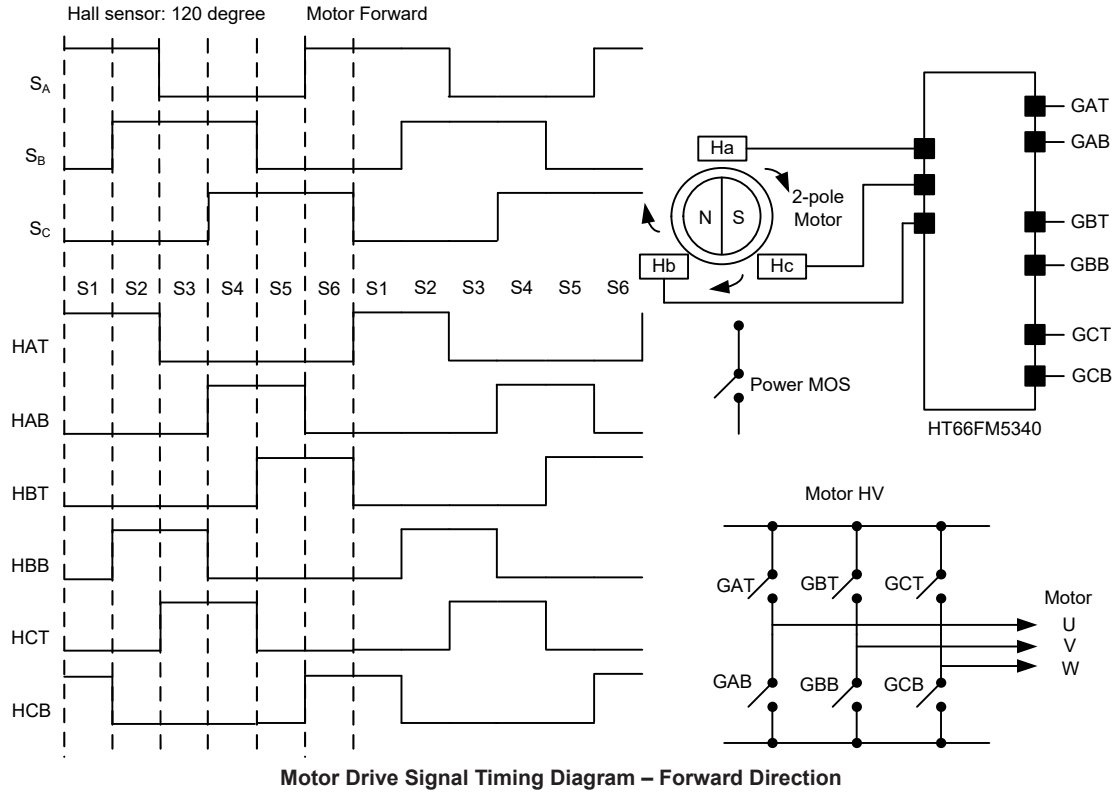 Hall sensor: 120 degree
Motor Forward
SA
SB
SC
S1 S2 S3 S4 S5 S6 S1 S2 S3 S4 S5 S6
HAT
HAB
HBT
HBB
HCT
HCB
Ha
Hb
Hc
N S
2-pole
Motor
GAT
GAB
GBT
GBB
GCT
GCB
HT66FM5340
Power MOS
Motor HV
GAT GBT GCT
GAB GBB GCB
Motor
U
V
W
Motor Drive Signal Timing Diagram – Forward Direction